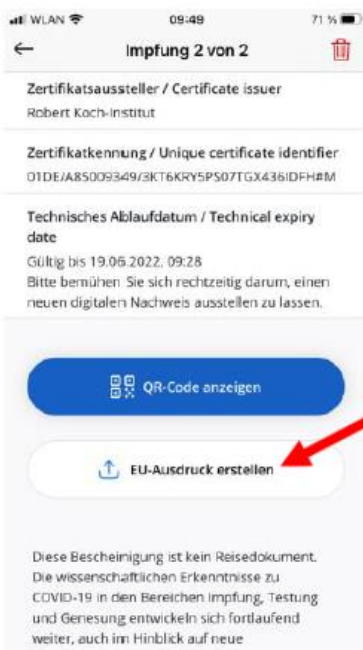 WLAN 09:49 71 %
Impfung 2 von 2
Zertifikatsaussteller / Certificate issuer
Robert Koch-Institut
Zertifikatkennung / Unique certificate identifier
01DE/A85009349/3KT6KRY5PS07TGX436IDFH#M
Technisches Ablaufdatum / Technical expiry
date
Gültig bis 19.06.2022, 09:28
Bitte bemühen Sie sich rechtzeitig darum, einen
neuen digitalen Nachweis ausstellen zu lassen.
QR-Code anzeigen
EU-Ausdruck erstellen
Diese Bescheinigung ist kein Reisedokument.
Die wissenschaftlichen Erkenntnisse zu
COVID-19 in den Bereichen Impfung, Testung
und Genesung entwickeln sich fortlaufend
weiter, auch im Hinblick auf neue